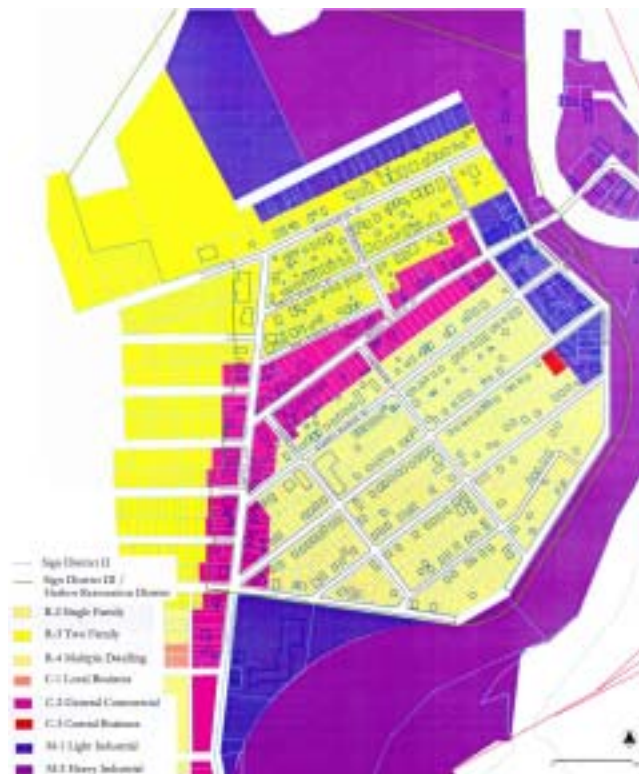 Sign District II
Sign District III /
Harbor Recreation District
R-2 Single Family
R-3 Two Family
R-4 Multiple Dwelling
C-1 Local Business
C-2 General Commercial
C-3 Central Business
M-1 Light Industrial
M-2 Heavy Industrial